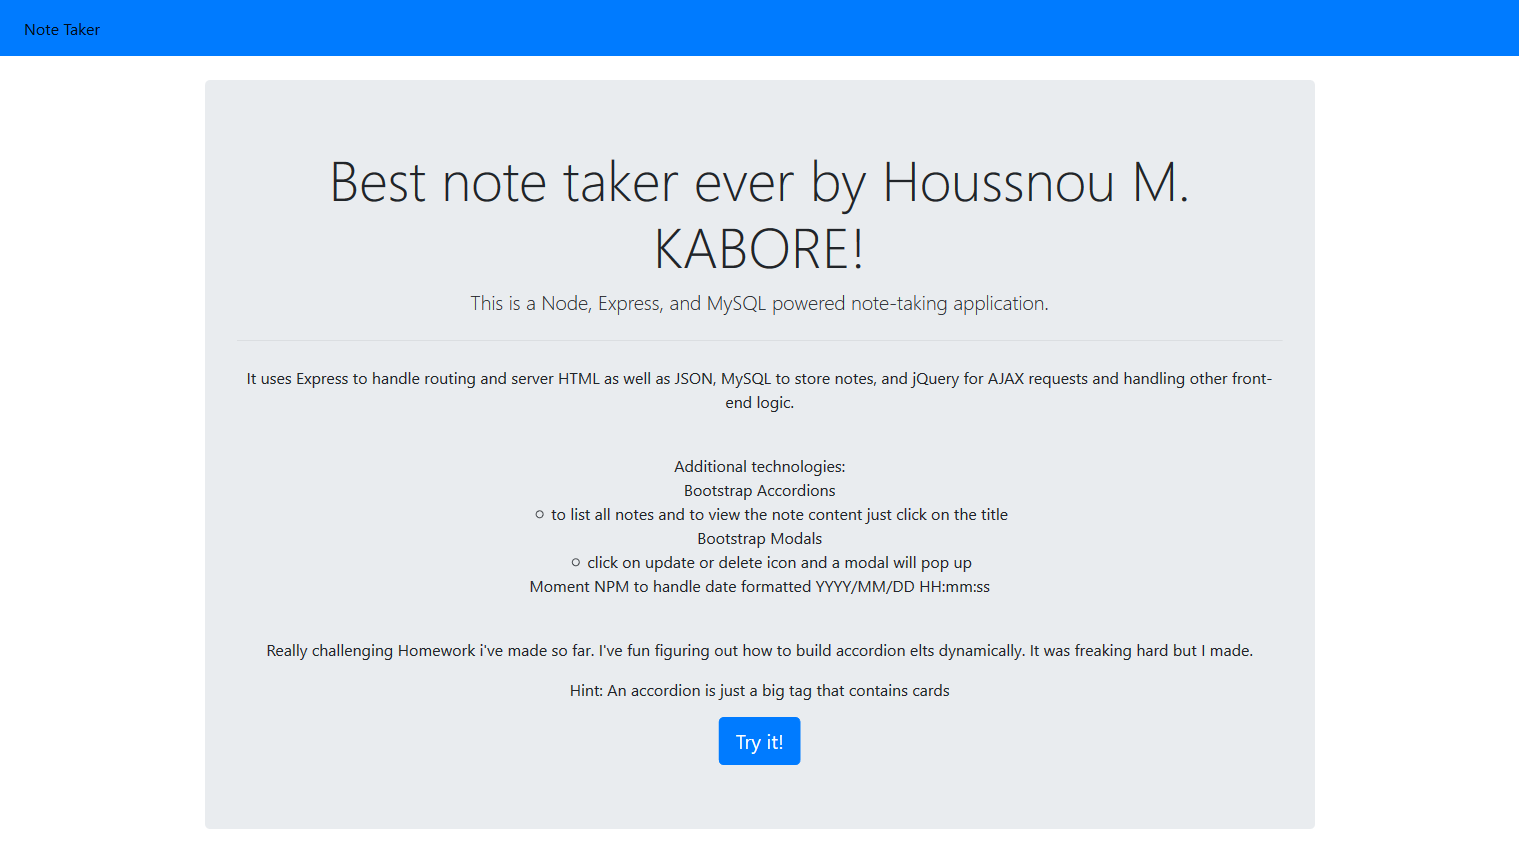 Note Taker
Best note taker ever by Houssnou M.
KABORE!
This is a Node, Express, and MySQL powered note-taking application.
It uses Express to handle routing and server HTML as well as JSON, MySQL to store notes, and jQuery for AJAX requests and handling other front-
end logic.
Additional technologies:
Bootstrap Accordions
◦ to list all notes and to view the note content just click on the title
Bootstrap Modals
◦ click on update or delete icon and a modal will pop up
Moment NPM to handle date formatted YYYY/MM/DD HH:mm:ss
Really challenging Homework i've made so far. I've fun figuring out how to build accordion elts dynamically. It was freaking hard but I made.
Hint: An accordion is just a big tag that contains cards
Try it!